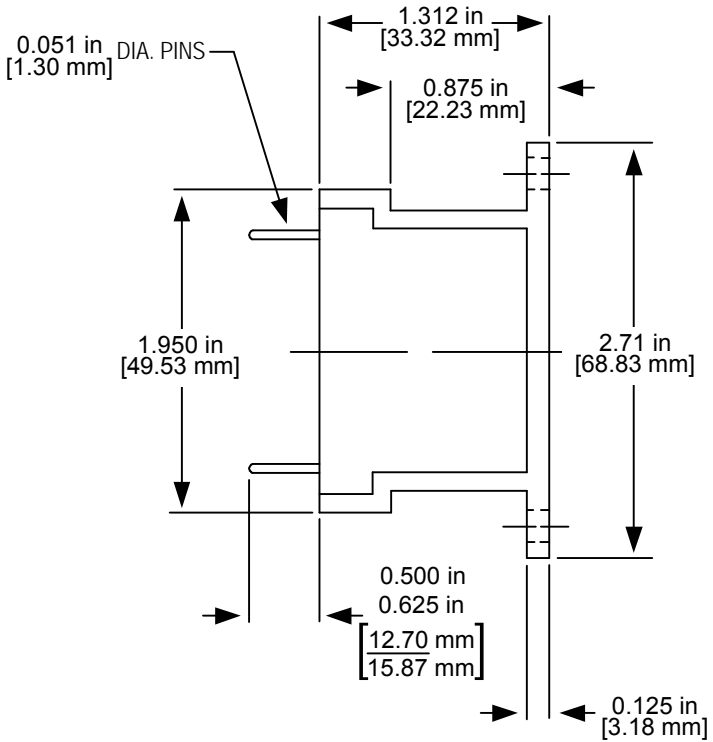 1.312 in
[33.32 mm]
0.051 in DIA. PINS
[1.30 mm]
0.875 in
[22.23 mm]
1.950 in
[49.53 mm]
2.71 in
[68.83 mm]
0.500 in
0.625 in
[12.70 mm
15.87 mm]
0.125 in
[3.18 mm]